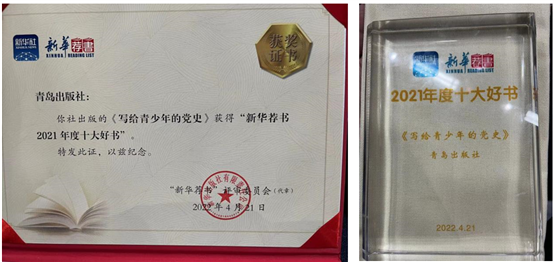 新华社
XINHUA
新华荐书
READING LIST
获奖
证书
青岛出版社：
你社出版的《写给青少年的党史》获得“新华荐书
2021年度十大好书”。
特发此证，以兹纪念。
“新华荐书”评审委员会（代章）
2022年4月21日
新华社
XINHUA
新华荐书
READING LIST
2021年度十大好书
《写给青少年的党史》
青岛出版社
2022.4.21